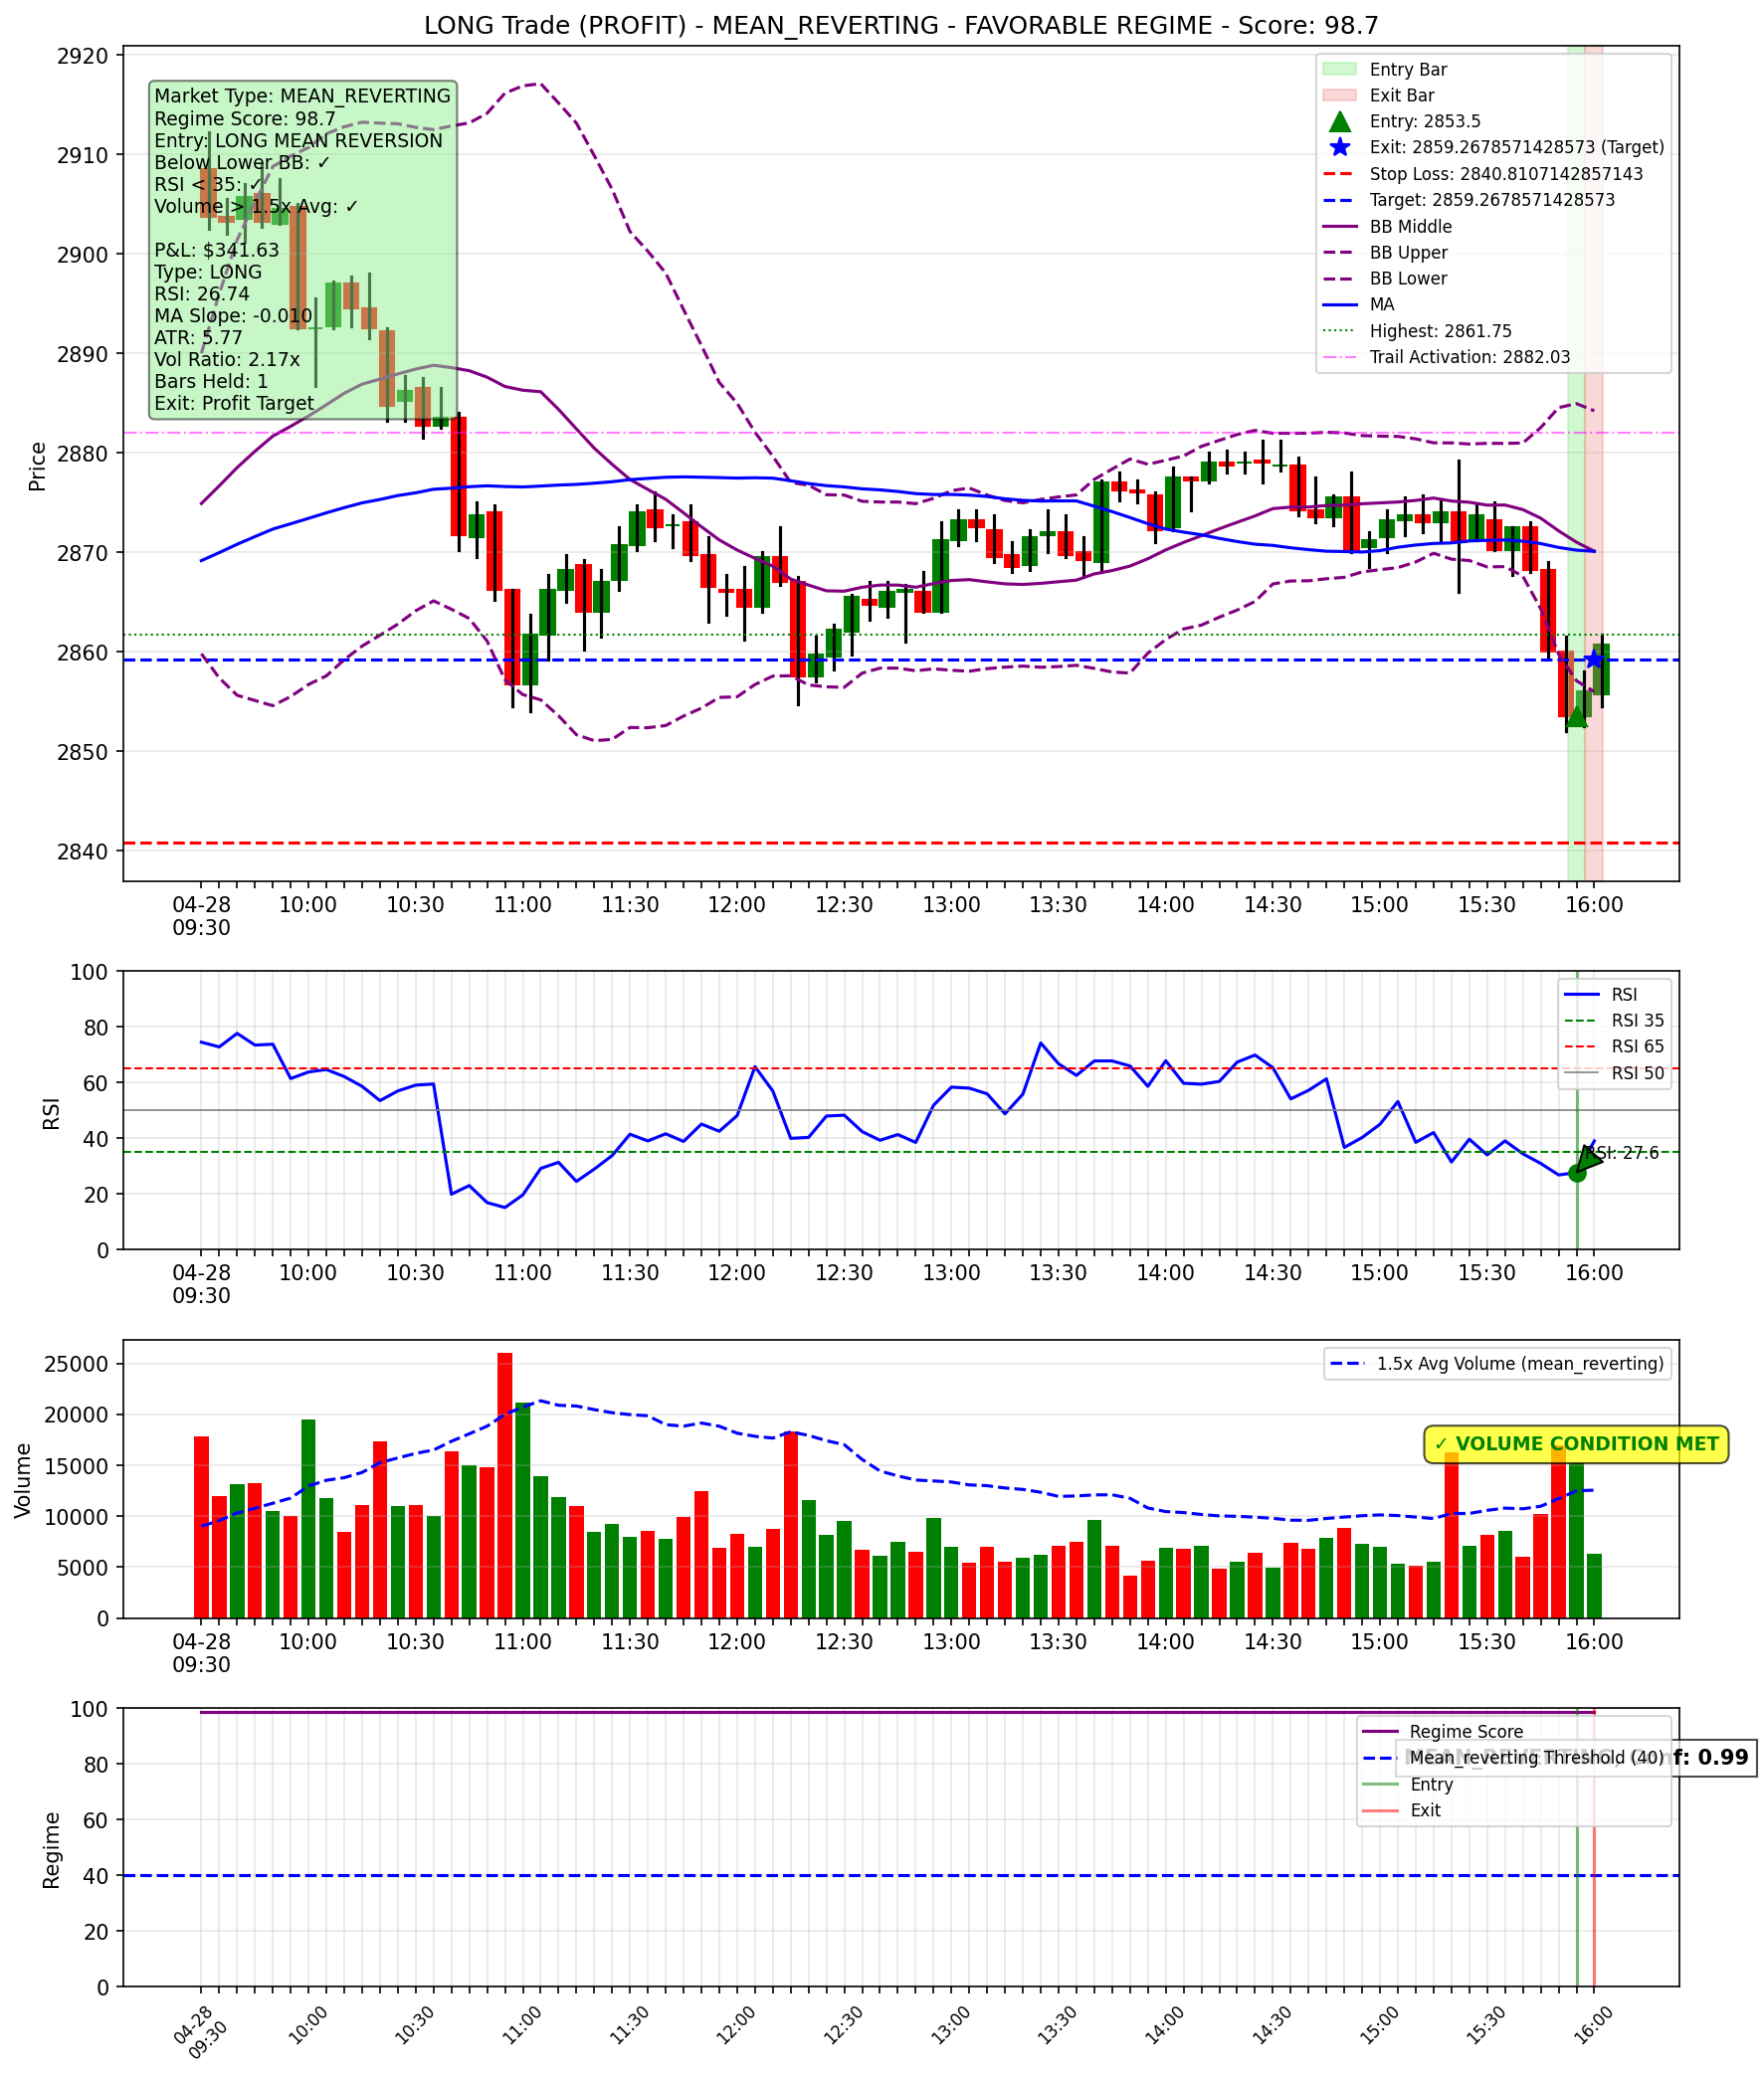 LONG Trade (PROFIT) - MEAN_REVERTING - FAVORABLE REGIME - Score: 98.7
Price
2920
2910
2900
2890
2880
2870
2860
2850
2840
Market Type: MEAN_REVERTING
Regime Score: 98.7
Entry: LONG MEAN REVERSION
Below Lower BB: ✓
RSI < 35: ✓
Volume > 1.5x Avg: ✓
P&L: $341.63
Type: LONG
RSI: 26.74
MA Slope: -0.010
ATR: 5.77
Vol Ratio: 2.17x
Bars Held: 1
Exit: Profit Target
Entry Bar
Exit Bar
Entry: 2853.5
Exit: 2859.2678571428573 (Target)
Stop Loss: 2840.8107142857143
Target: 2859.2678571428573
BB Middle
BB Upper
BB Lower
MA
Highest: 2861.75
Trail Activation: 2882.03
04-28 10:00 10:30 11:00 11:30 12:00 12:30 13:00 13:30 14:00 14:30 15:00 15:30 16:00
09:30
RSI
100
80
60
40
20
0
RSI
RSI 35
RSI 65
RSI 50
RSI: 27.6
04-28 10:00 10:30 11:00 11:30 12:00 12:30 13:00 13:30 14:00 14:30 15:00 15:30 16:00
09:30
Volume
25000
20000
15000
10000
5000
0
1.5x Avg Volume (mean_reverting)
✓ VOLUME CONDITION MET
04-28 10:00 10:30 11:00 11:30 12:00 12:30 13:00 13:30 14:00 14:30 15:00 15:30 16:00
09:30
Regime
100
80
60
40
20
0
Regime Score
Mean_reverting Threshold (40)
Entry
Exit
f: 0.99
04-28 10:00 10:30 11:00 11:30 12:00 12:30 13:00 13:30 14:00 14:30 15:00 15:30 16:00
09:30